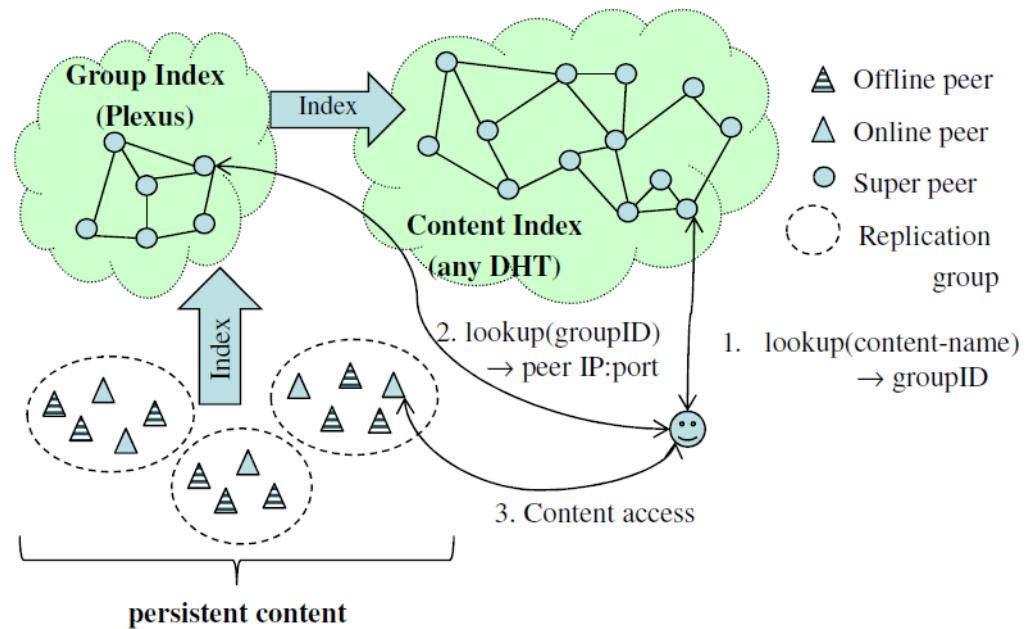 Group Index
(Plexus)
Index
Content Index
(any DHT)
Offline peer
Online peer
Super peer
Replication
group
Index
2. lookup(groupID)
→ peer IP:port
1. lookup(content-name)
→ groupID
3. Content access
persistent content